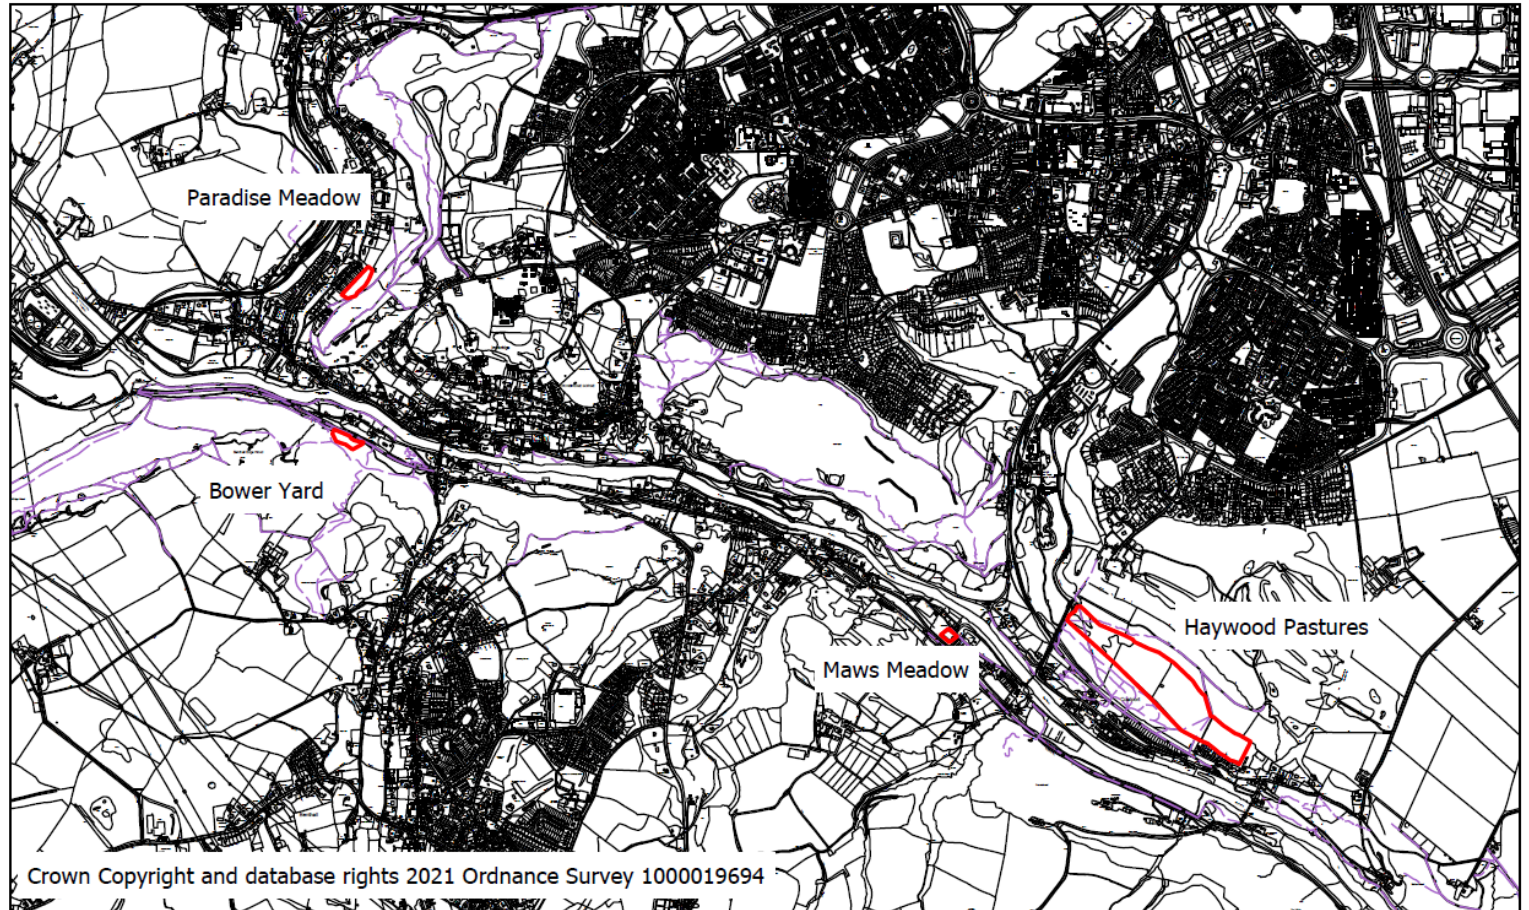 Paradise Meadow
Bower Yard
Haywood Pastures
Maws Meadow
Crown Copyright and database rights 2021 Ordnance Survey 1000019694